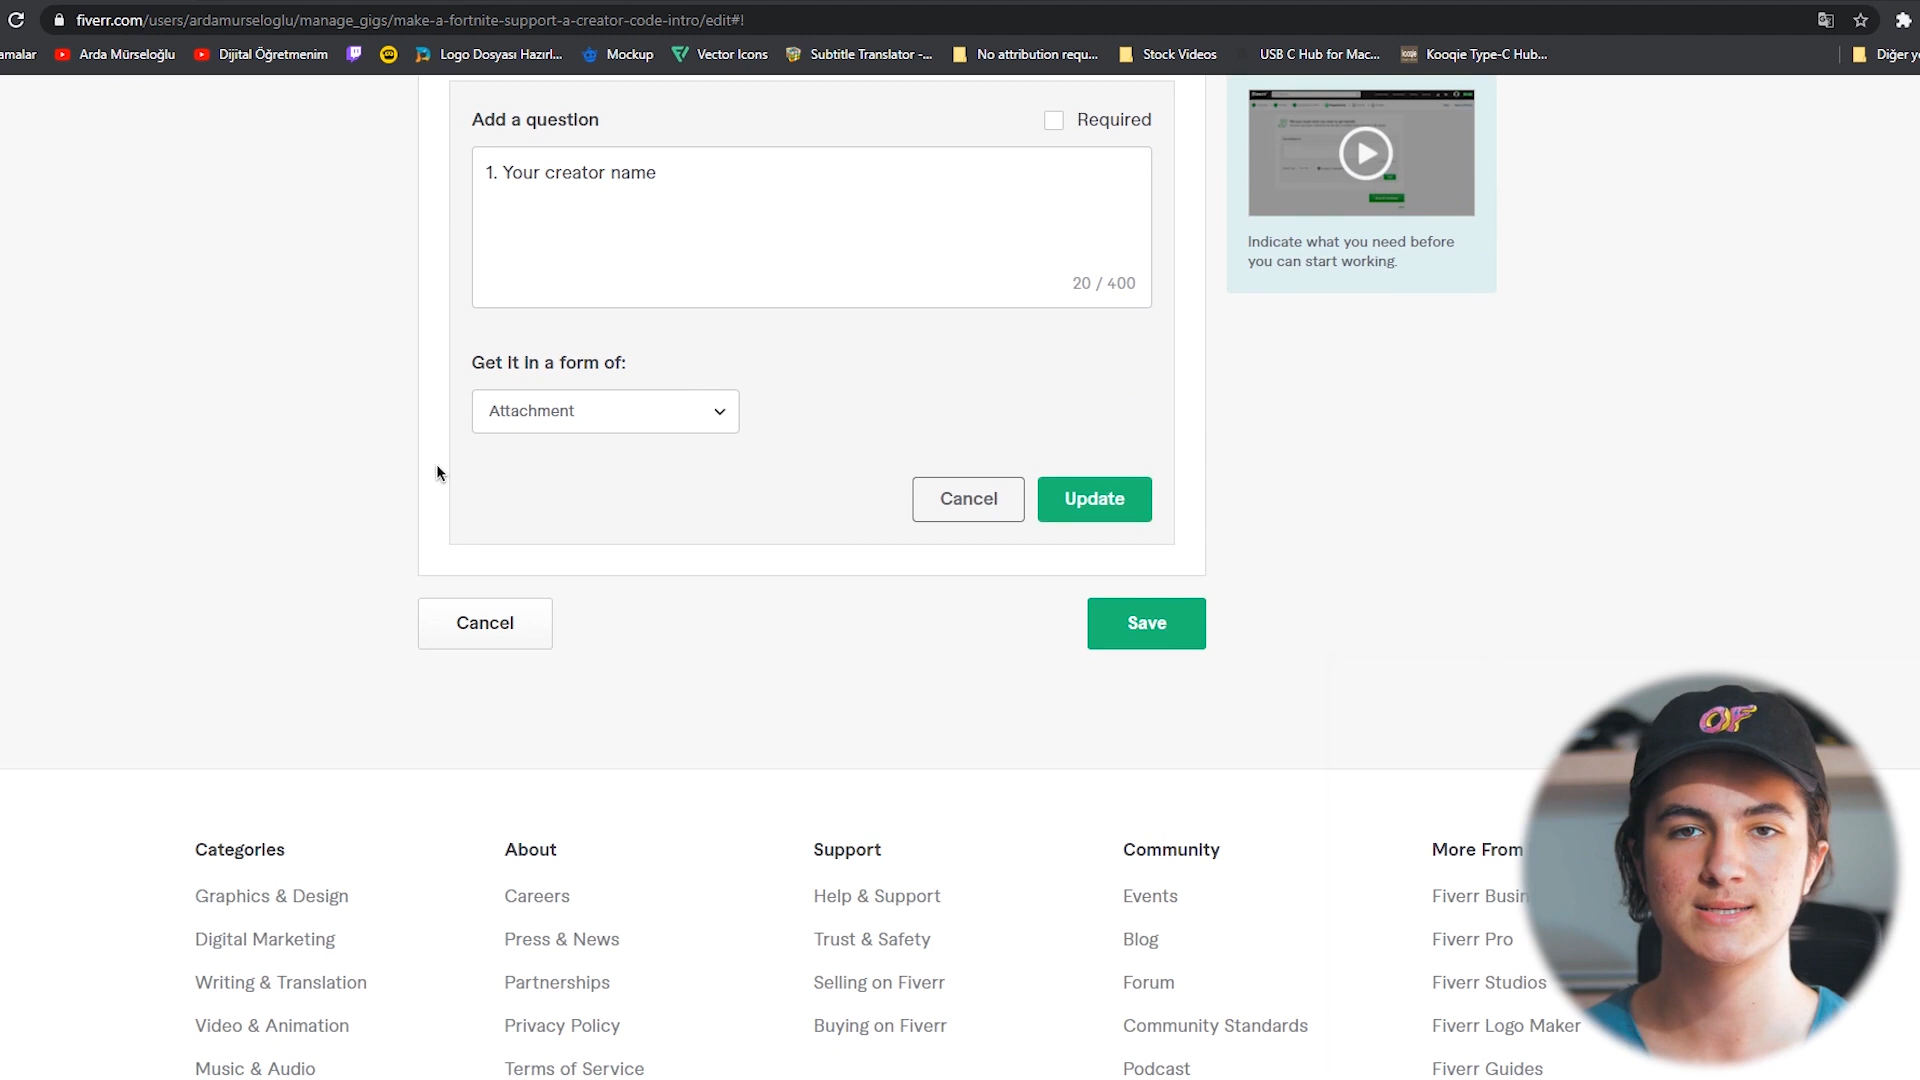 fiverr.com/users/ardamurseloglu/manage_gigs/make-a-fortnite-support-a-creator-code-intro/edit#!
amalar Arda Mürseloğlu Dijital Öğretmenim Logo Dosyası Hazırl... Mockup Vector Icons Subtitle Translator -... No attribution requ... Stock Videos USB C Hub for Mac... Kooqie Type-C Hub... Diğer y
Add a question Required
1. Your creator name
20 / 400
Indicate what you need before
you can start working.
Get it in a form of:
Attachment
Cancel Update
Cancel Save
OF
Categories About Support Community More From
Graphics & Design Careers Help & Support Events Fiverr Busin
Digital Marketing Press & News Trust & Safety Blog Fiverr Pro
Writing & Translation Partnerships Selling on Fiverr Forum Fiverr Studios
Video & Animation Privacy Policy Buying on Fiverr Community Standards Fiverr Logo Maker
Music & Audio Terms of Service Podcast Fiverr Guides